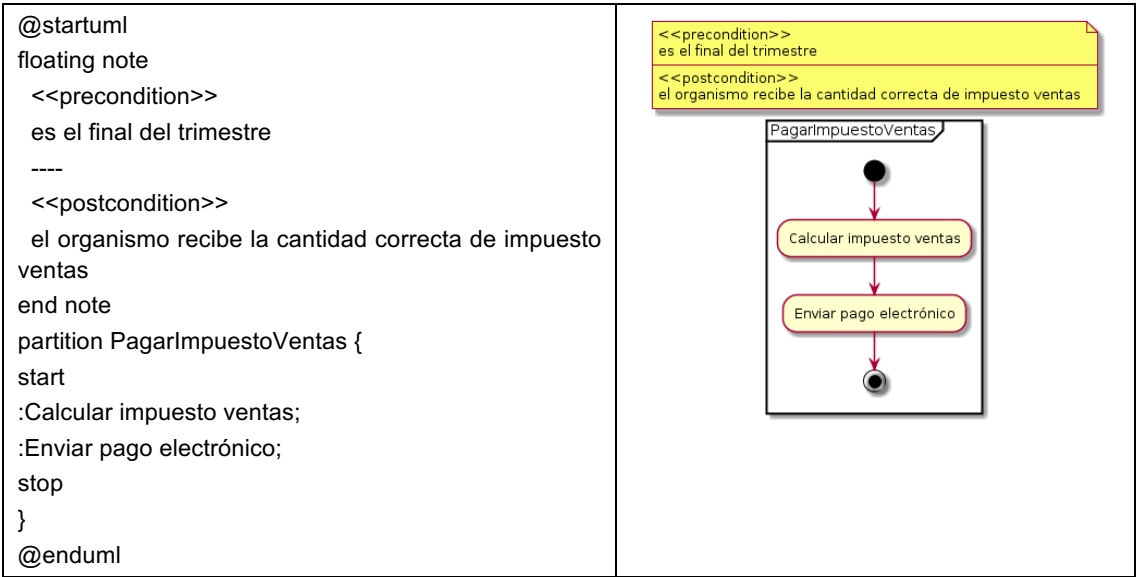 @startuml
floating note
<<precondition>>
es el final del trimestre
----
<<postcondition>>
el organismo recibe la cantidad correcta de impuesto
ventas
end note
partition PagarImpuestoVentas {
start
:Calcular impuesto ventas;
:Enviar pago electrónico;
stop
}
@enduml
<<precondition>>
es el final del trimestre
<<postcondition>>
el organismo recibe la cantidad correcta de impuesto ventas
PagarImpuestoVentas
Calcular impuesto ventas
Enviar pago electrónico